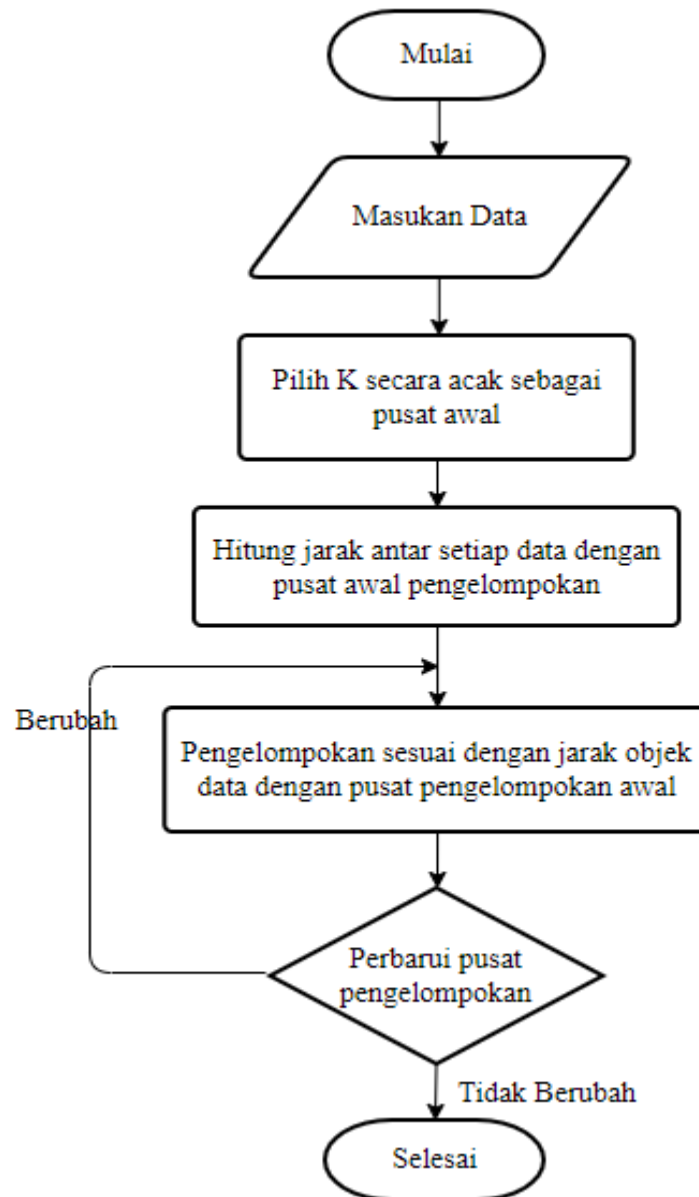 Mulai
Masukan Data
Pilih K secara acak sebagai
pusat awal
Hitung jarak antar setiap data dengan
pusat awal pengelompokan
Berubah
Pengelompokan sesuai dengan jarak objek
data dengan pusat pengelompokan awal
Perbarui pusat
pengelompokan
Tidak Berubah
Selesai